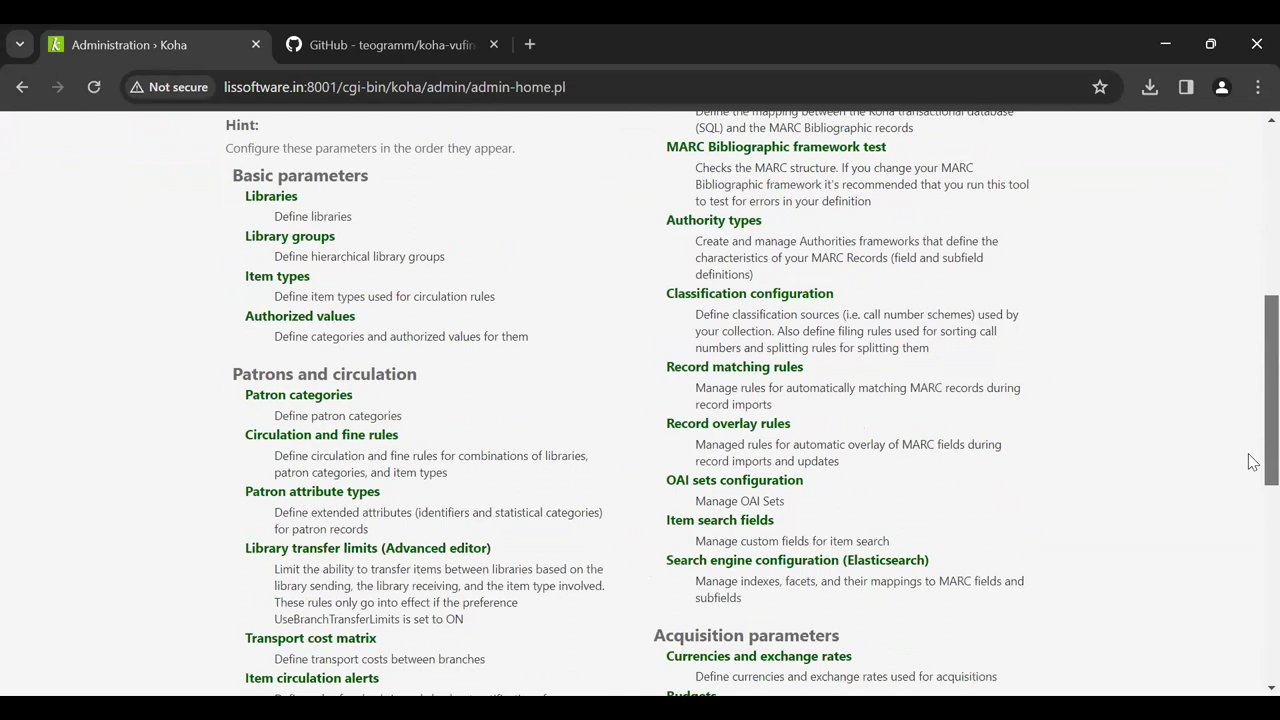 Administration › Koha
GitHub - teogramm/koha-vufin
Not secure
lissoftware.in:8001/cgi-bin/koha/admin/admin-home.pl
Hint:
Configure these parameters in the order they appear.
Basic parameters
Libraries
Define libraries
Library groups
Define hierarchical library groups
Item types
Define item types used for circulation rules
Authorized values
Define categories and authorized values for them
Patrons and circulation
Patron categories
Define patron categories
Circulation and fine rules
Define circulation and fine rules for combinations of libraries,
patron categories, and item types
Patron attribute types
Define extended attributes (identifiers and statistical categories)
for patron records
Library transfer limits (Advanced editor)
Limit the ability to transfer items between libraries based on the
library sending, the library receiving, and the item type involved.
These rules only go into effect if the preference
UseBranchTransferLimits is set to ON
Transport cost matrix
Define transport costs between branches
Item circulation alerts
Define the mapping between the Koha transactional database
(SQL) and the MARC Bibliographic records
MARC Bibliographic framework test
Checks the MARC structure. If you change your MARC
Bibliographic framework it's recommended that you run this tool
to test for errors in your definition
Authority types
Create and manage Authorities frameworks that define the
characteristics of your MARC Records (field and subfield
definitions)
Classification configuration
Define classification sources (i.e. call number schemes) used by
your collection. Also define filing rules used for sorting call
numbers and splitting rules for splitting them
Record matching rules
Manage rules for automatically matching MARC records during
record imports
Record overlay rules
Managed rules for automatic overlay of MARC fields during
record imports and updates
OAI sets configuration
Manage OAI Sets
Item search fields
Manage custom fields for item search
Search engine configuration (Elasticsearch)
Manage indexes, facets, and their mappings to MARC fields and
subfields
Acquisition parameters
Currencies and exchange rates
Define currencies and exchange rates used for acquisitions
Budgets